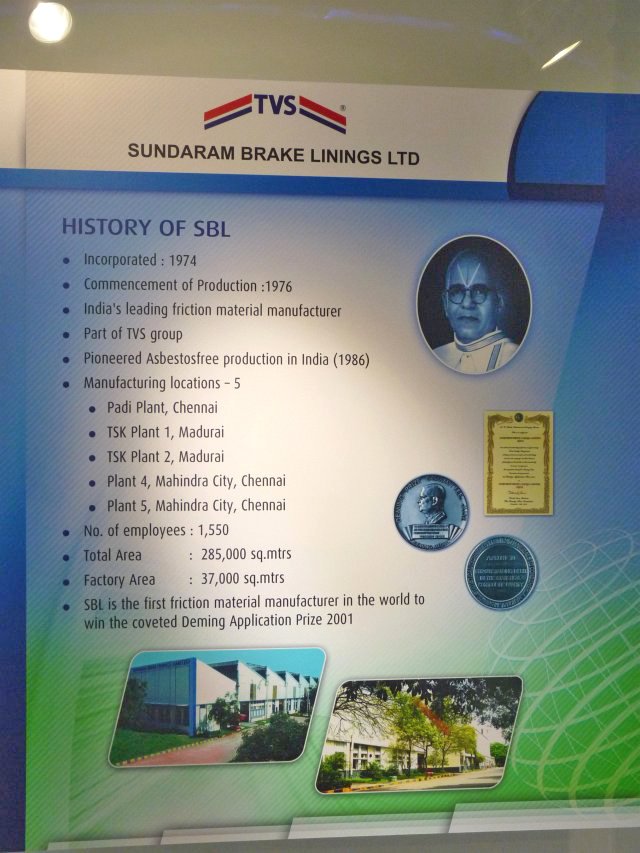 TVS ®
SUNDARAM BRAKE LININGS LTD
HISTORY OF SBL
• Incorporated : 1974
• Commencement of Production :1976
• India's leading friction material manufacturer
• Part of TVS group
• Pioneered Asbestosfree production in India (1986)
• Manufacturing locations – 5
• Padi Plant, Chennai
• TSK Plant 1, Madurai
• TSK Plant 2, Madurai
• Plant 4, Mahindra City, Chennai
• Plant 5, Mahindra City, Chennai
• No. of employees : 1,550
• Total Area : 285,000 sq.mtrs
• Factory Area : 37,000 sq.mtrs
• SBL is the first friction material manufacturer in the world to
win the coveted Deming Application Prize 2001